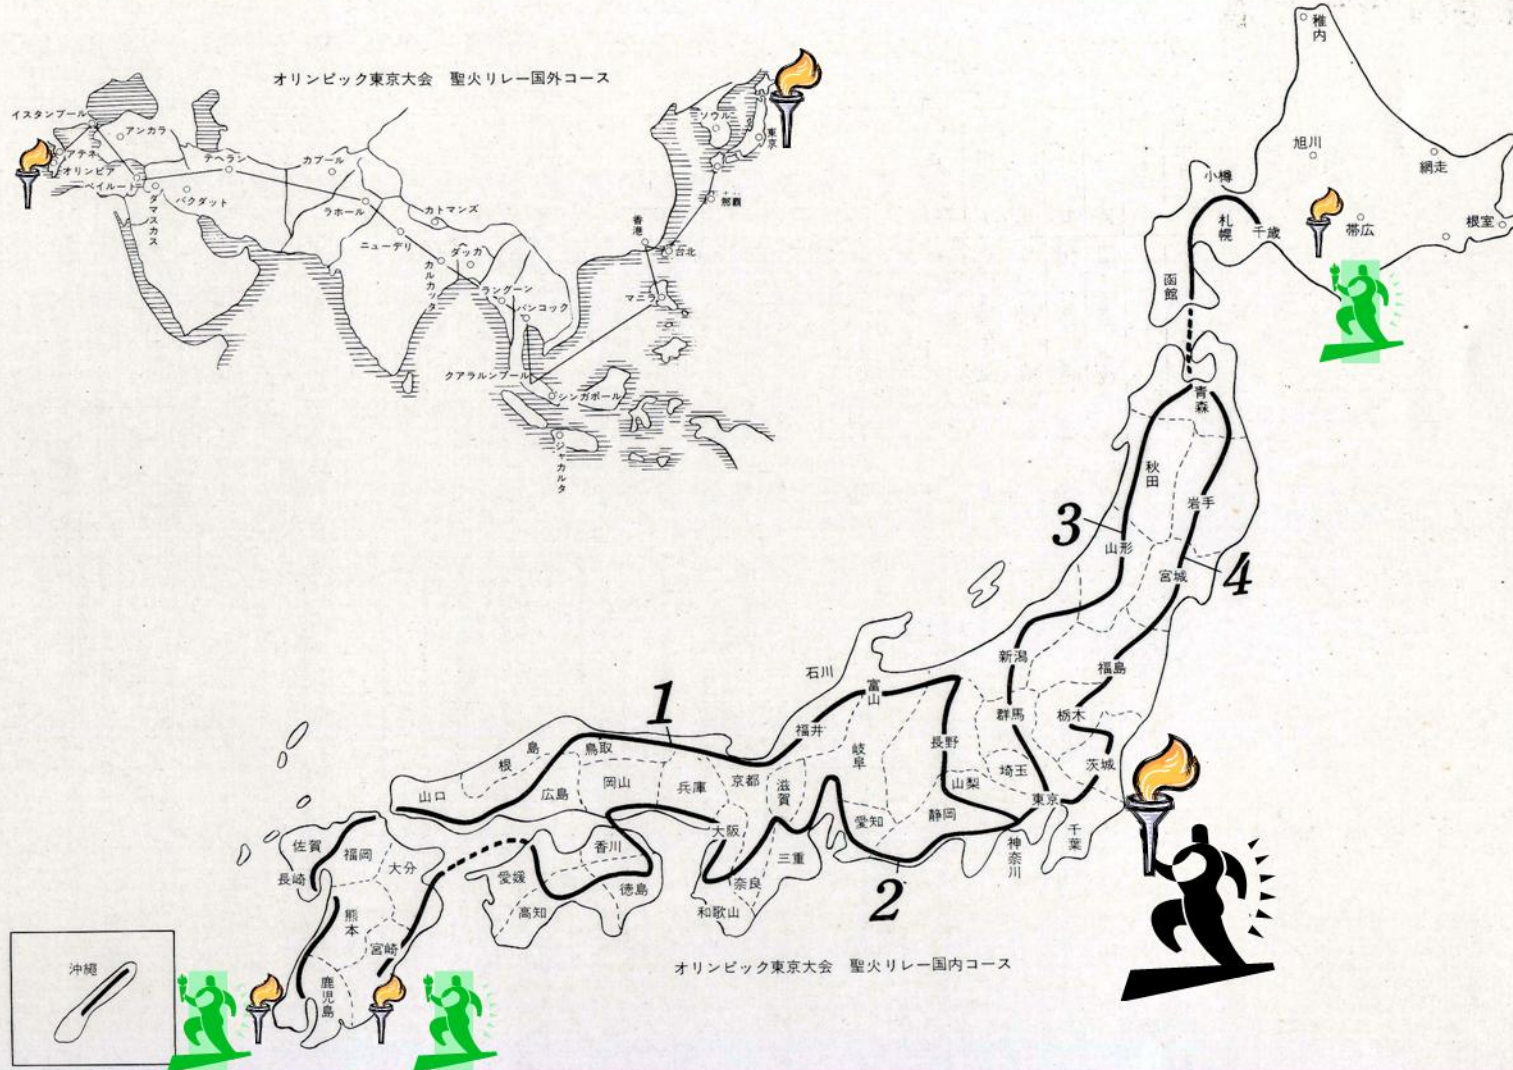 オリンピック東京大会 聖火リレー国外コース
イスタンブール
アンカラ
アテネ
オリンピア
ベイルート
ダマスカス
バクダット
テヘラン
カブール
ラホール
ニューデリ
カトマンズ
ダッカ
カルカッタ
ラングーン
バンコック
クアラルンプール
シンガポール
ジャカルタ
マニラ
香港
台北
那覇
ソウル
東京
稚内
旭川
網走
小樽
札幌
千歳
帯広
根室
函館
青森
秋田
岩手
3
山形
宮城
4
新潟
福島
石川
富山
群馬
栃木
1
福井
長野
茨城
島根
鳥取
岐阜
埼玉
山口
広島
岡山
兵庫
京都
滋賀
山梨
東京
愛知
静岡
千葉
神奈川
大阪
三重
奈良
和歌山
2
佐賀
福岡
大分
長崎
香川
愛媛
徳島
高知
熊本
宮崎
鹿児島
沖縄
オリンピック東京大会 聖火リレー国内コース